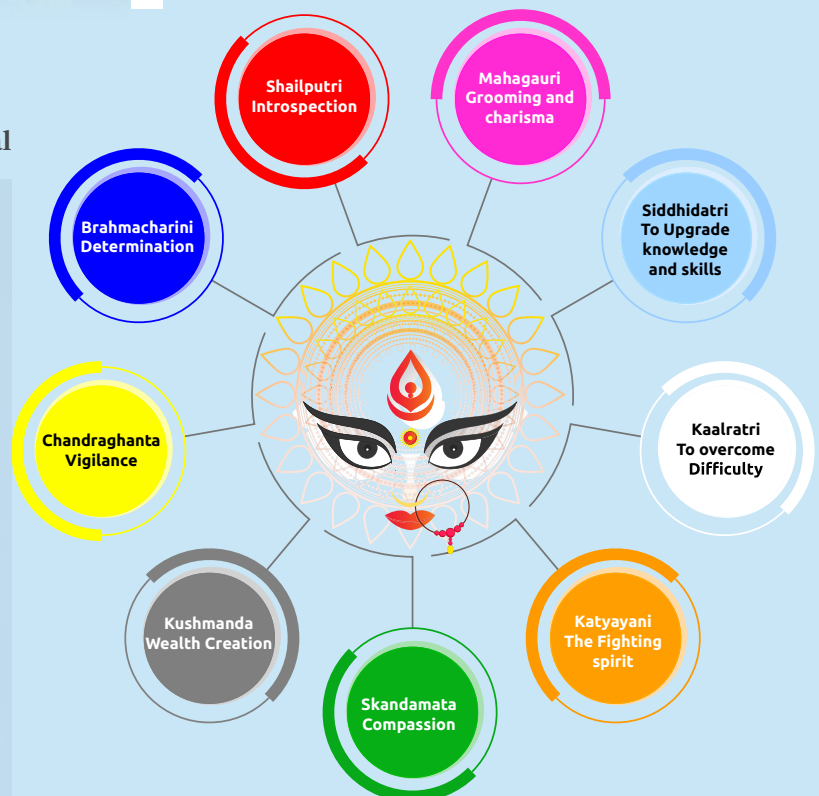 al
Shailputri
Introspection
Mahagauri
Grooming and
charisma
Brahmacharini
Determination
Siddhidatri
To Upgrade
knowledge
and skills
Chandraghanta
Vigilance
Kaalratri
To overcome
Difficulty
Kushmanda
Wealth Creation
Katyayani
The Fighting
spirit
Skandamata
Compassion